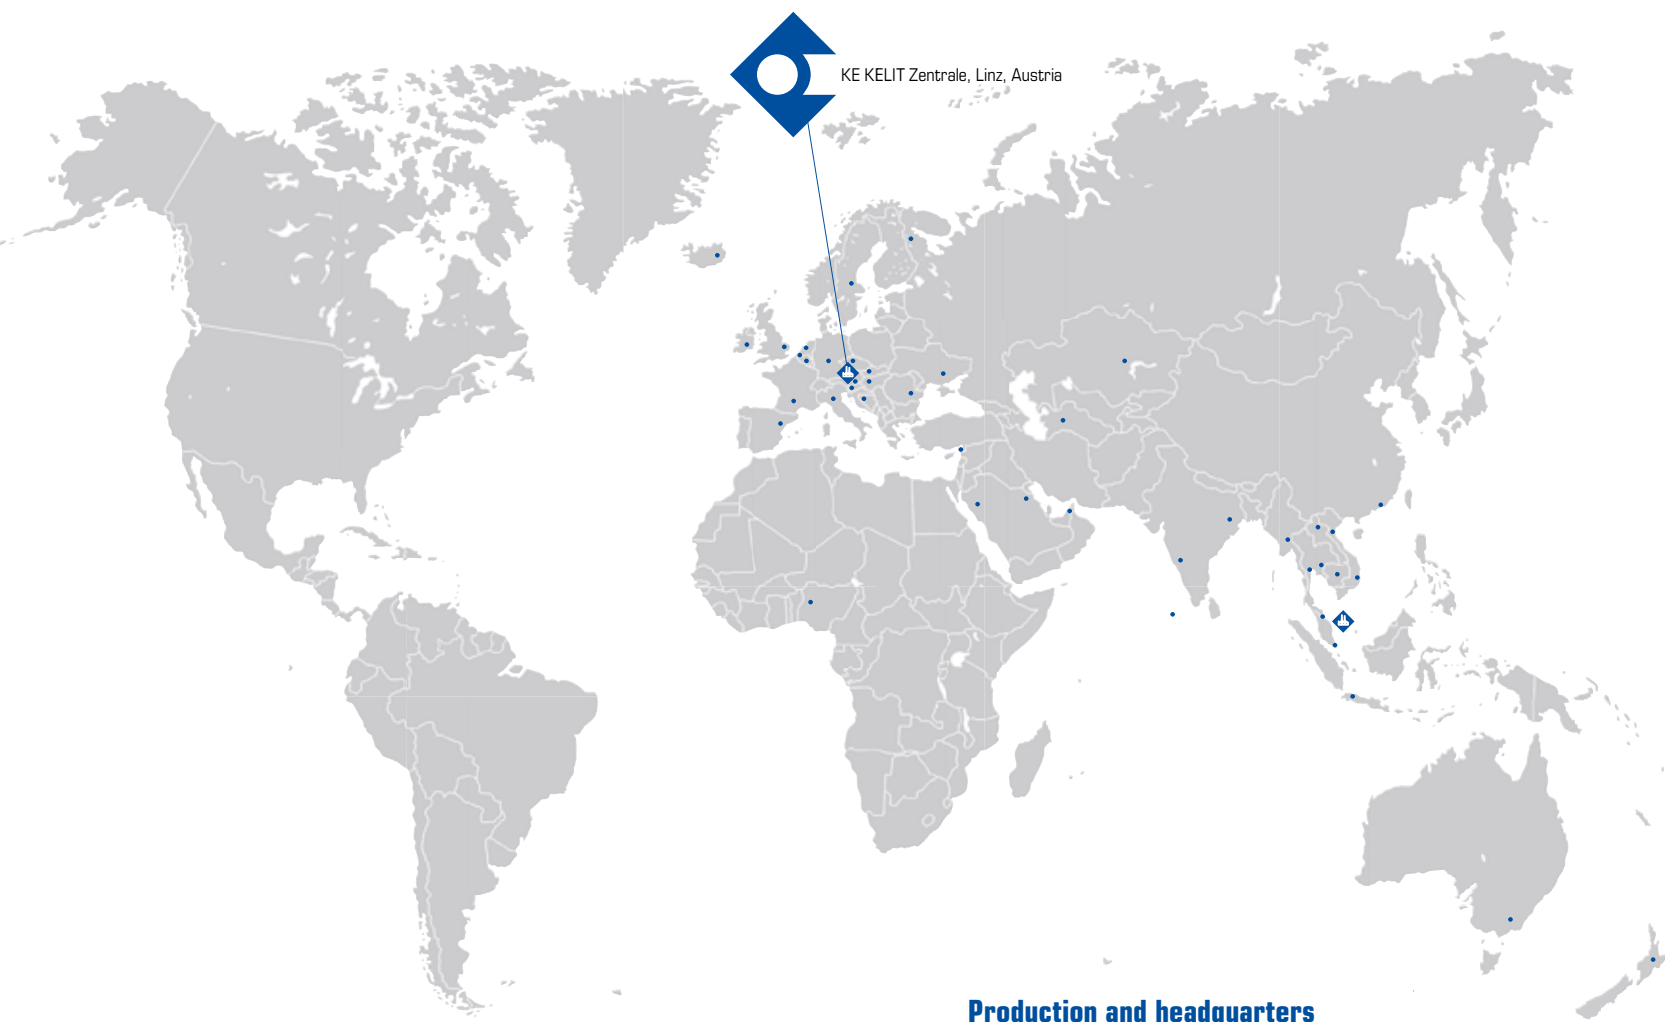 KE KELIT Zentrale, Linz, Austria
Production and headquarters